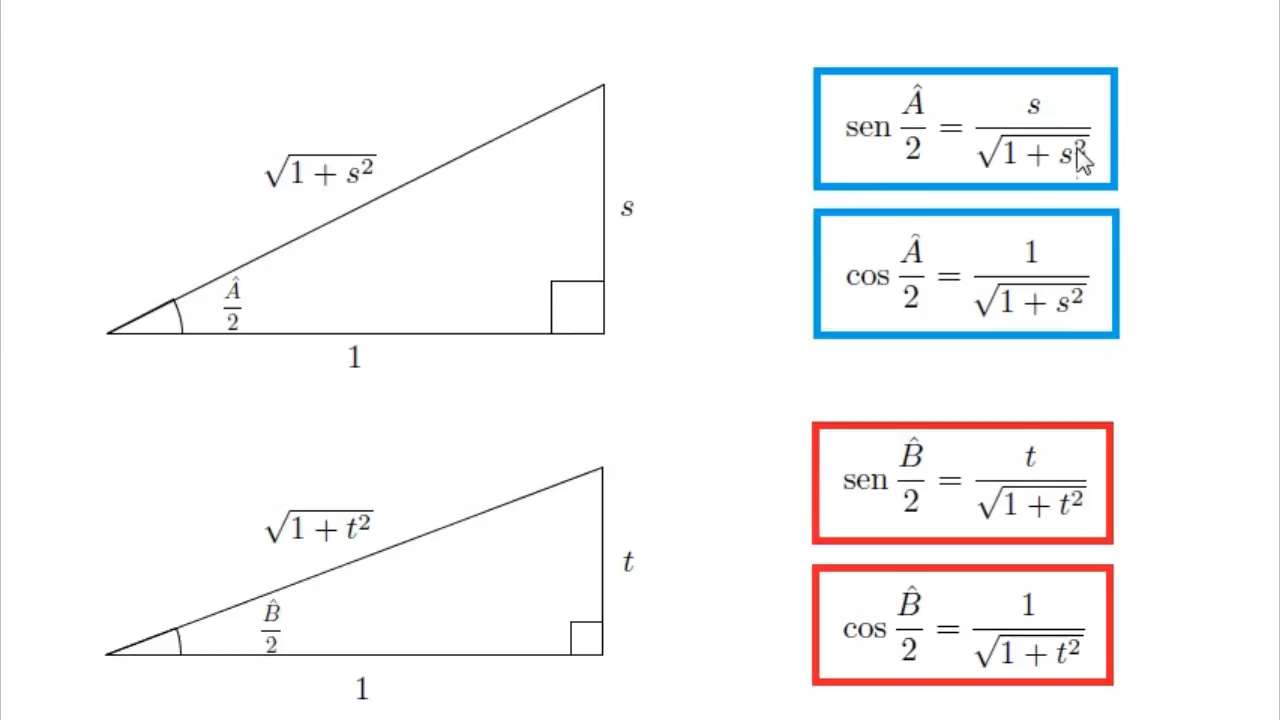 √(1 + s²)
s
Â/2
1
sen Â/2 = s/√(1 + s²)
cos Â/2 = 1/√(1 + s²)
√(1 + t²)
t
B̂/2
1
sen B̂/2 = t/√(1 + t²)
cos B̂/2 = 1/√(1 + t²)